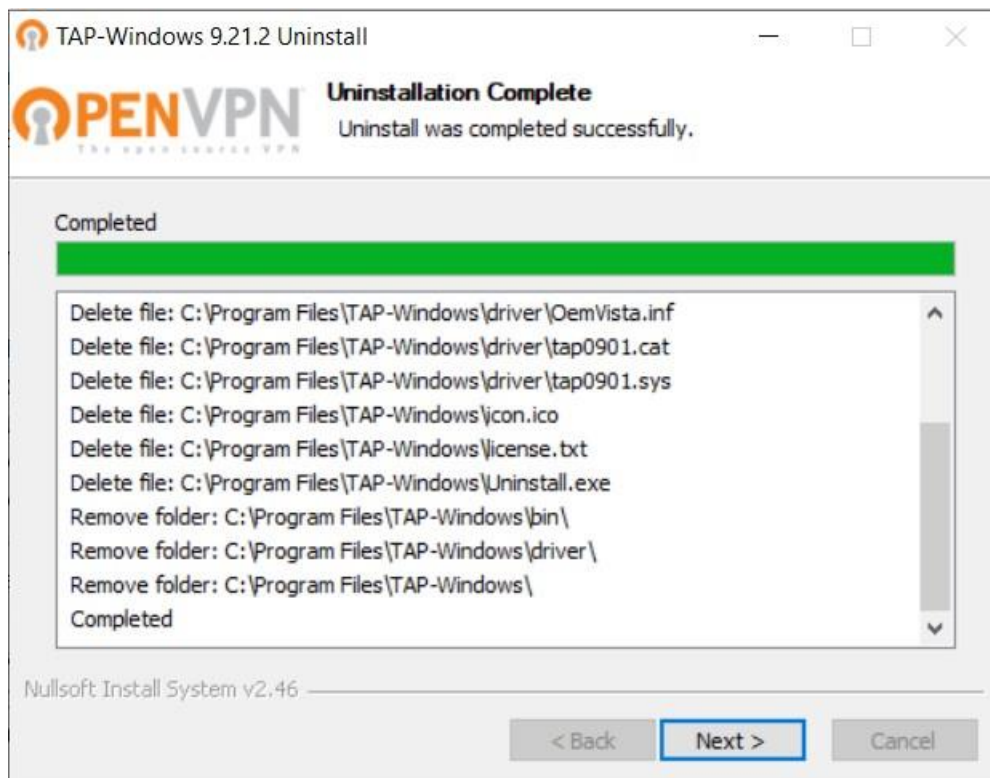 TAP-Windows 9.21.2 Uninstall
OPENVPN
The open source VPN
Uninstallation Complete
Uninstall was completed successfully.
Completed
Delete file: C:\Program Files\TAP-Windows\driver\OemVista.inf
Delete file: C:\Program Files\TAP-Windows\driver\tap0901.cat
Delete file: C:\Program Files\TAP-Windows\driver\tap0901.sys
Delete file: C:\Program Files\TAP-Windows\icon.ico
Delete file: C:\Program Files\TAP-Windows\license.txt
Delete file: C:\Program Files\TAP-Windows\Uninstall.exe
Remove folder: C:\Program Files\TAP-Windows\bin\
Remove folder: C:\Program Files\TAP-Windows\driver\
Remove folder: C:\Program Files\TAP-Windows\
Completed
Nullsoft Install System v2.46
< Back
Next >
Cancel